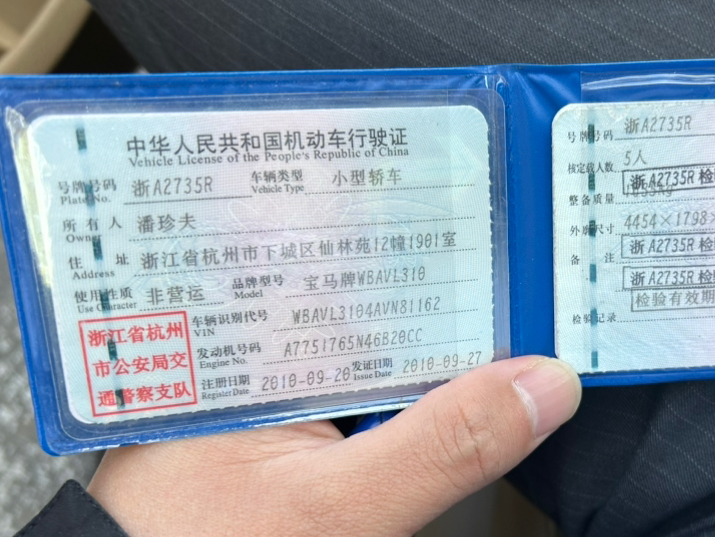 中华人民共和国机动车行驶证
Vehicle License of the People's Republic of China
号牌号码 浙A2735R 车辆类型 小型轿车
Plate No. Vehicle Type
所有人 潘珍夫
Owner
住址 浙江省杭州市下城区仙林苑12幢1901室
Address
使用性质 非营运 品牌型号 宝马牌WBAVL310
Use Character Model
浙江省杭州
市公安局交
通警察支队
车辆识别代号 WBAVL3104AVN81162
VIN
发动机号码 A7751765N46B20CC
Engine No.
注册日期 2010-09-20 发证日期 2010-09-27
Register Date Issue Date
号牌号码 浙A2735R
核定载人数 5人
浙A2735R 检
整备质量
外廓尺寸 4454×1798×
浙A2735R 检
备注
浙A2735R 检
检验有效期
检验记录